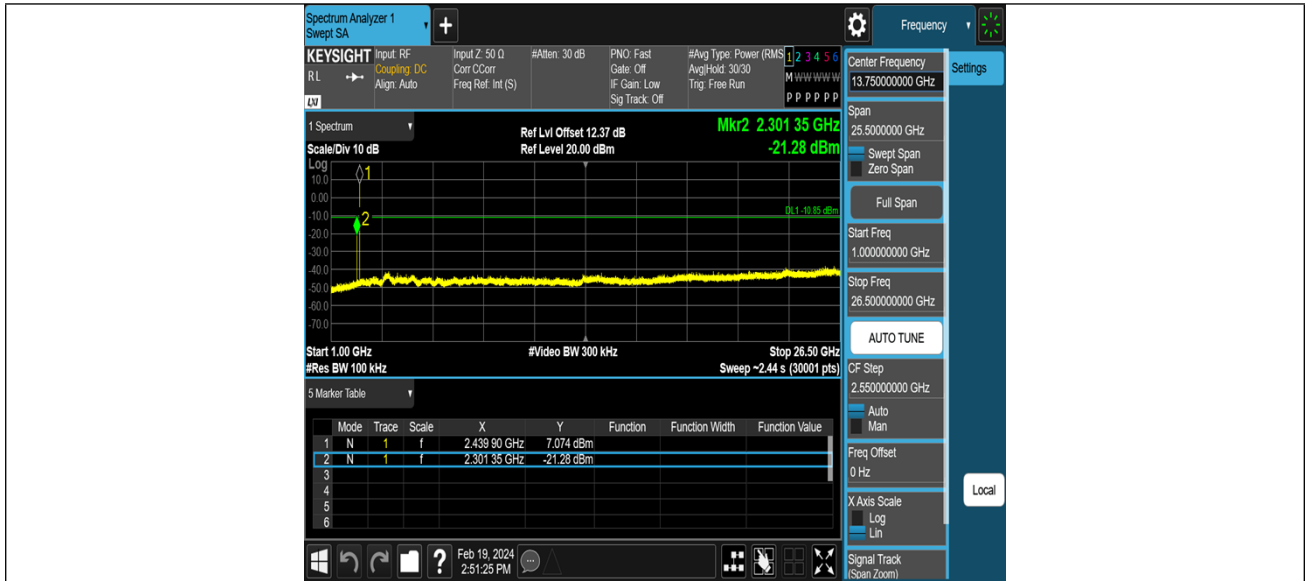 Spectrum Analyzer 1
Swept SA
+
Frequency
KEYSIGHT
RL
LXI
Input: RF
Coupling: DC
Align: Auto
Input Z: 50 Ω
Corr CCorr
Freq Ref: Int (S)
#Atten: 30 dB
PNO: Fast
Gate: Off
IF Gain: Low
Sig Track: Off
#Avg Type: Power (RMS
Avg|Hold: 30/30
Trig: Free Run
1 2 3 4 5 6
M W W W W W
P P P P P P
1 Spectrum
Scale/Div 10 dB
Ref Lvl Offset 12.37 dB
Ref Level 20.00 dBm
Mkr2 2.301 35 GHz
-21.28 dBm
Log
10.0
0.00
-10.0
-20.0
-30.0
-40.0
-50.0
-60.0
-70.0
1
2
DL1 -10.85 dBm
Start 1.00 GHz
#Res BW 100 kHz
#Video BW 300 kHz
Stop 26.50 GHz
Sweep ~2.44 s (30001 pts)
5 Marker Table
Mode Trace Scale X Y Function Function Width Function Value
1 N 1 f 2.439 90 GHz 7.074 dBm
2 N 1 f 2.301 35 GHz -21.28 dBm
3
4
5
6
?
Feb 19, 2024
2:51:25 PM
Center Frequency
13.750000000 GHz
Settings
Span
25.5000000 GHz
Swept Span
Zero Span
Full Span
Start Freq
1.000000000 GHz
Stop Freq
26.500000000 GHz
AUTO TUNE
CF Step
2.550000000 GHz
Auto
Man
Freq Offset
0 Hz
Local
X Axis Scale
Log
Lin
Signal Track
(Span Zoom)